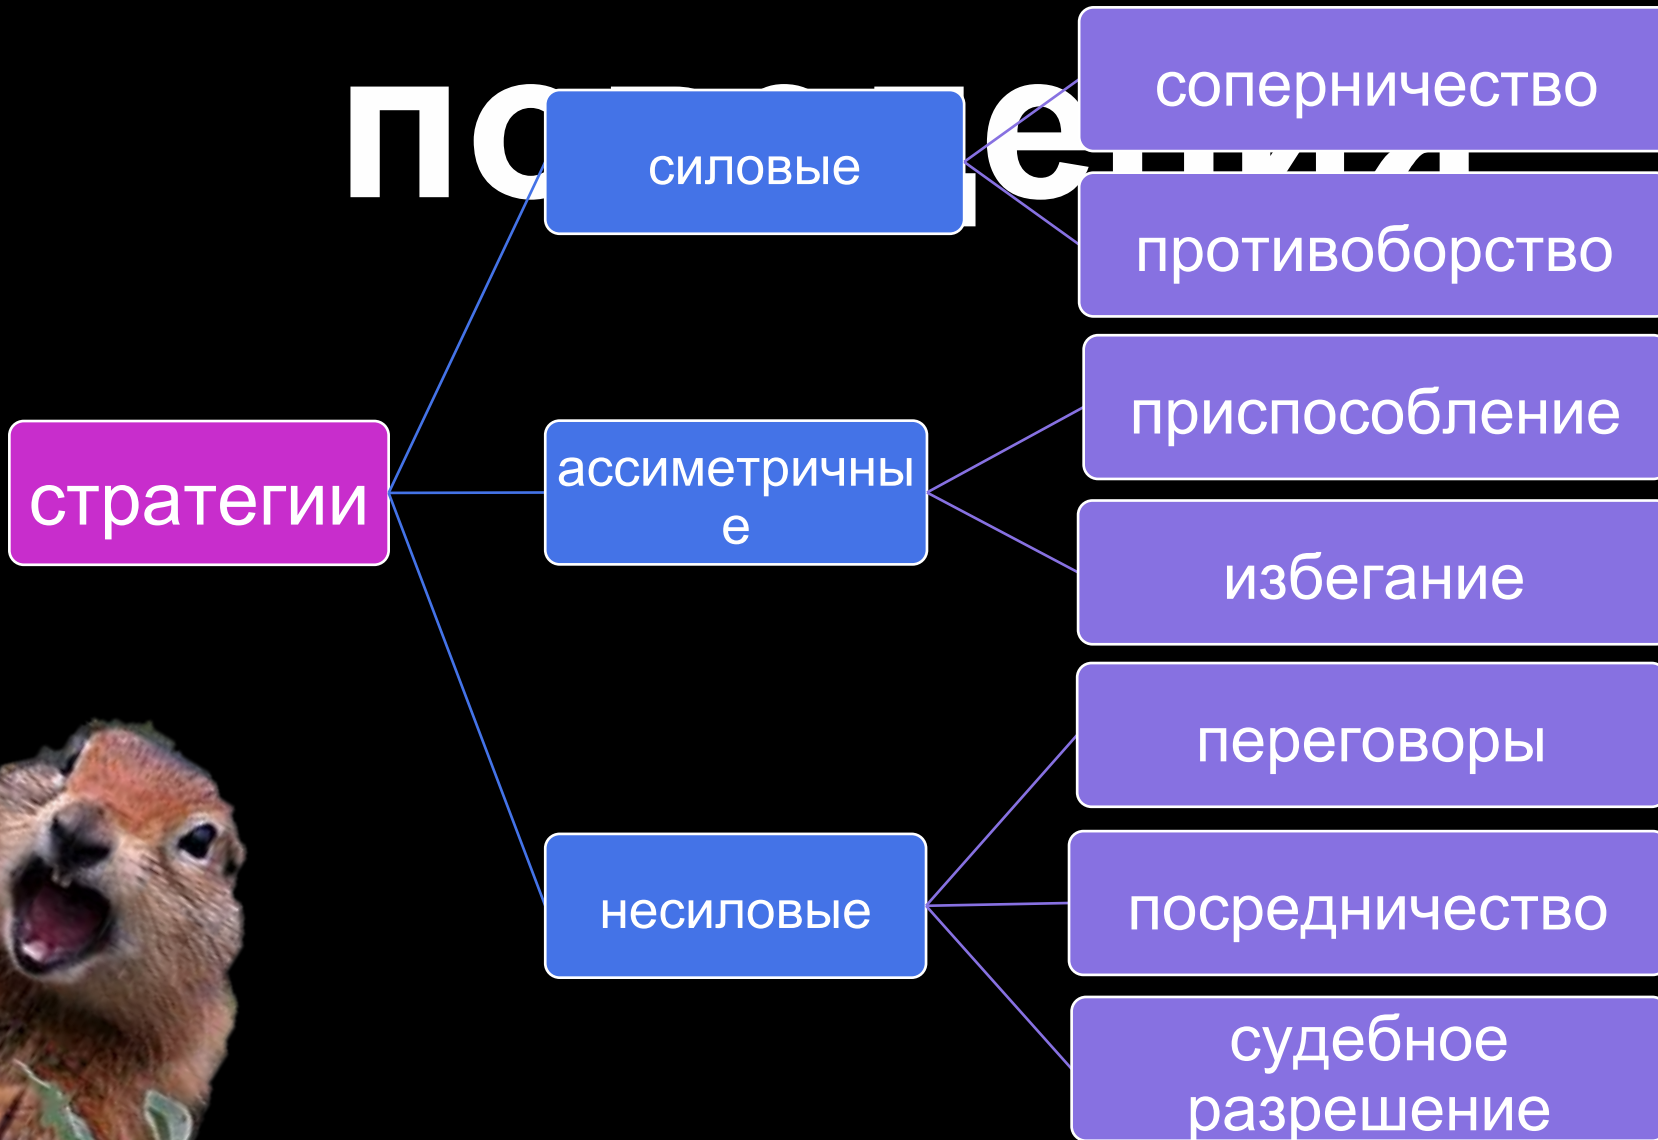 соперничество
силовые
противоборство
приспособление
ассиметричны
е
стратегии
избегание
переговоры
несиловые
посредничество
судебное
разрешение